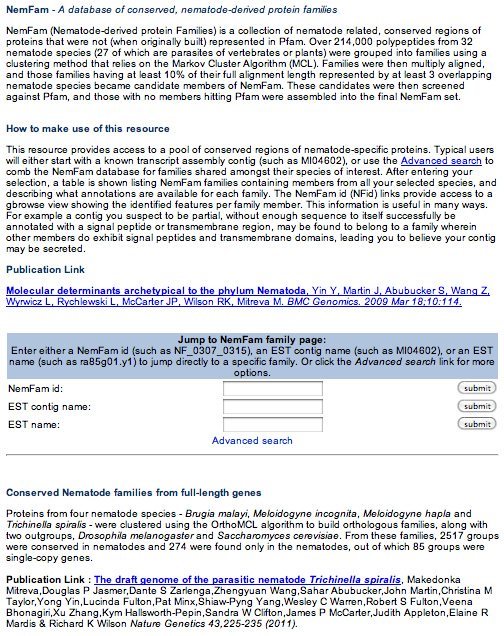 NemFam - A database of conserved, nematode-derived protein families
NemFam (Nematode-derived protein Families) is a collection of nematode related, conserved regions of
proteins that were not (when originally built) represented in Pfam. Over 214,000 polypeptides from 32
nematode species (27 of which are parasites of vertebrates or plants) were grouped into families using a
clustering method that relies on the Markov Cluster Algorithm (MCL). Families were then multiply aligned,
and those families having at least 10% of their full alignment length represented by at least 3 overlapping
nematode species became candidate members of NemFam. These candidates were then screened
against Pfam, and those with no members hitting Pfam were assembled into the final NemFam set.
How to make use of this resource
This resource provides access to a pool of conserved regions of nematode-specific proteins. Typical users
will either start with a known transcript assembly contig (such as MI04602), or use the Advanced search to
comb the NemFam database for families shared amongst their species of interest. After entering your
selection, a table is shown listing NemFam families containing members from all your selected species, and
describing what annotations are available for each family. The NemFam id (NFid) links provide access to a
gbrowse view showing the identified features per family member. This information is useful in many ways.
For example a contig you suspect to be partial, without enough sequence to itself successfully be
annotated with a signal peptide or transmembrane region, may be found to belong to a family wherein
other members do exhibit signal peptides and transmembrane domains, leading you to believe your contig
may be secreted.
Publication Link
Molecular determinants archetypical to the phylum Nematoda, Yin Y, Martin J, Abubucker S, Wang Z,
Wyrwicz L, Rychlewski L, McCarter JP, Wilson RK, Mitreva M. BMC Genomics. 2009 Mar 18;10:114.
Jump to NemFam family page:
Enter either a NemFam id (such as NF_0307_0315), an EST contig name (such as MI04602), or an EST
name (such as ra85g01.y1) to jump directly to a specific family. Or click the Advanced search link for more
options.
NemFam id: submit
EST contig name: submit
EST name: submit
Advanced search
Conserved Nematode families from full-length genes
Proteins from four nematode species - Brugia malayi, Meloidogyne incognita, Meloidogyne hapla and
Trichinella spiralis - were clustered using the OrthoMCL algorithm to build orthologous families, along with
two outgroups, Drosophila melanogaster and Saccharomyces cerevisiae. From these families, 2517 groups
were conserved in nematodes and 274 were found only in the nematodes, out of which 85 groups were
single-copy genes.
Publication Link : The draft genome of the parasitic nematode Trichinella spiralis, Makedonka
Mitreva,Douglas P Jasmer,Dante S Zarlenga,Zhengyuan Wang,Sahar Abubucker,John Martin,Christina M
Taylor,Yong Yin,Lucinda Fulton,Pat Minx,Shiaw-Pyng Yang,Wesley C Warren,Robert S Fulton,Veena
Bhonagiri,Xu Zhang,Kym Hallsworth-Pepin,Sandra W Clifton,James P McCarter,Judith Appleton,Elaine R
Mardis & Richard K Wilson Nature Genetics 43,225-235 (2011).